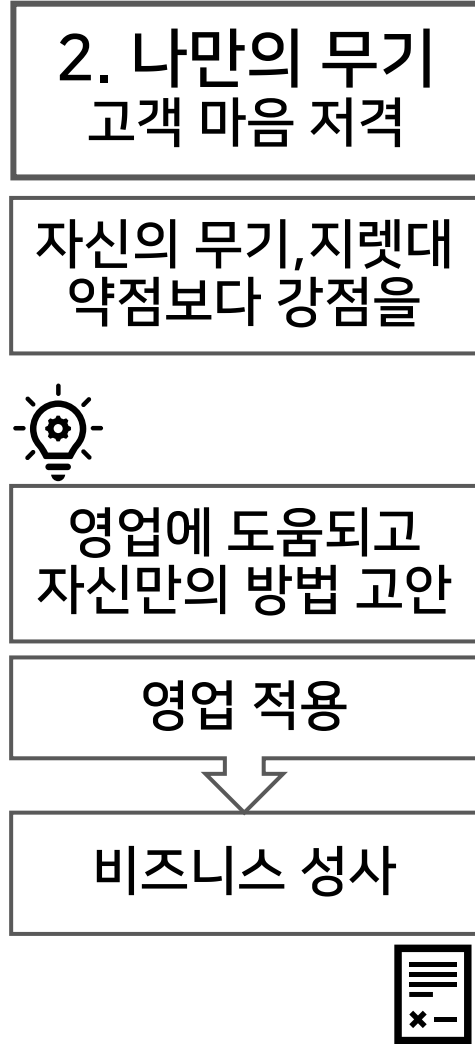 2. 나만의 무기
고객 마음 저격
자신의 무기,지렛대
약점보다 강점을
영업에 도움되고
자신만의 방법 고안
영업 적용
비즈니스 성사